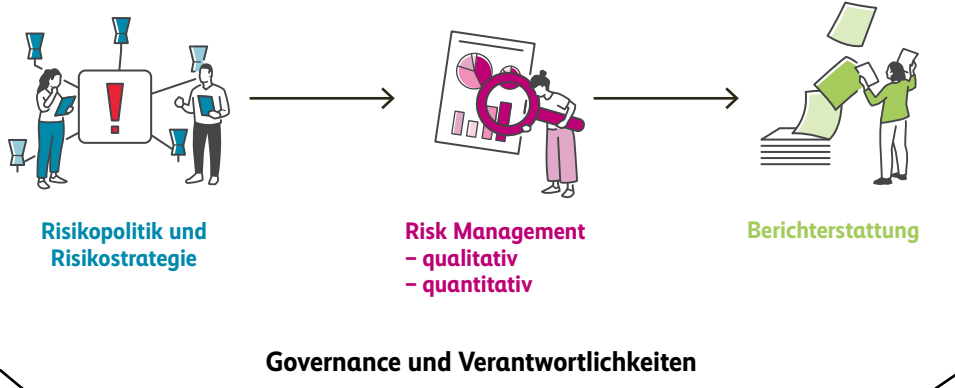 Risikopolitik und
Risikostrategie
Risk Management
– qualitativ
– quantitativ
Berichterstattung
Governance und Verantwortlichkeiten